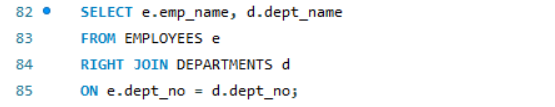 82 SELECT e.emp_name, d.dept_name
83 FROM EMPLOYEES e
84 RIGHT JOIN DEPARTMENTS d
85 ON e.dept_no = d.dept_no;